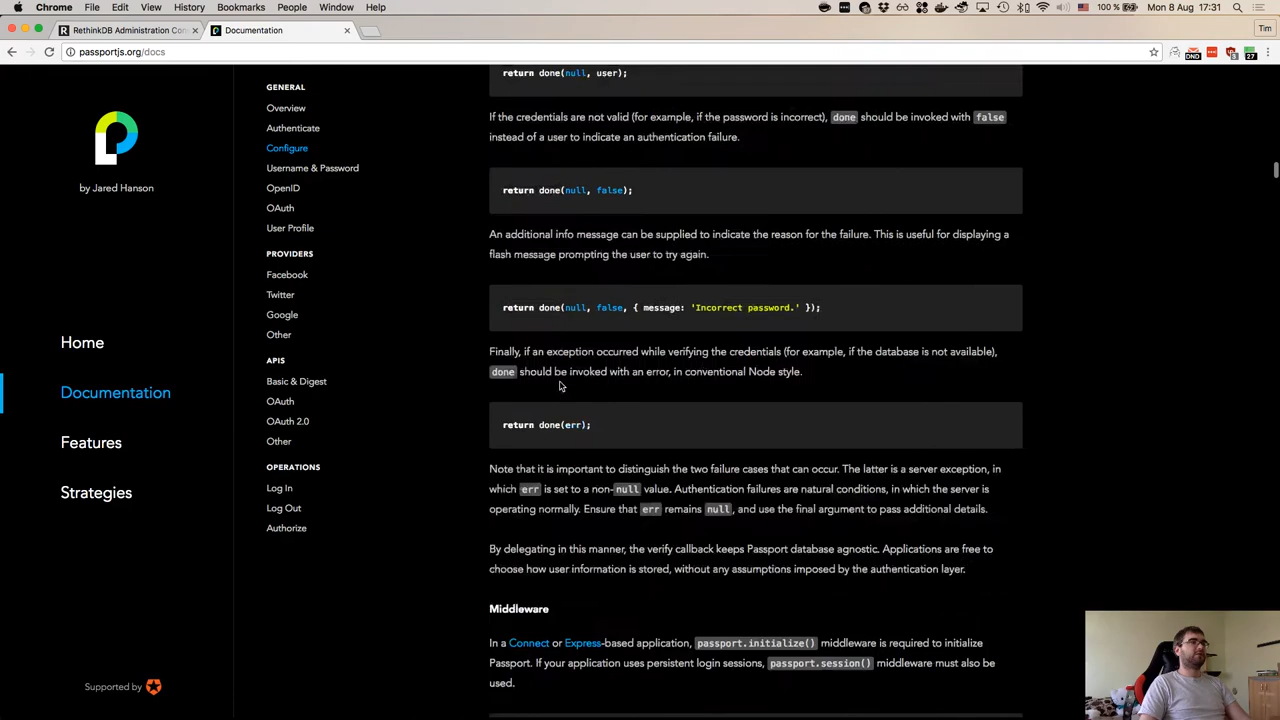 Chrome File Edit View History Bookmarks People Window Help
100 % Mon 8 Aug 17:31
RethinkDB Administration Con
Documentation
Tim
passportjs.org/docs
DND
27
by Jared Hanson
Home
Documentation
Features
Strategies
Supported by
GENERAL
Overview
Authenticate
Configure
Username & Password
OpenID
OAuth
User Profile
PROVIDERS
Facebook
Twitter
Google
Other
APIS
Basic & Digest
OAuth
OAuth 2.0
Other
OPERATIONS
Log In
Log Out
Authorize
return done(null, user);
If the credentials are not valid (for example, if the password is incorrect), done should be invoked with false
instead of a user to indicate an authentication failure.
return done(null, false);
An additional info message can be supplied to indicate the reason for the failure. This is useful for displaying a
flash message prompting the user to try again.
return done(null, false, { message: 'Incorrect password.' });
Finally, if an exception occurred while verifying the credentials (for example, if the database is not available),
done should be invoked with an error, in conventional Node style.
return done(err);
Note that it is important to distinguish the two failure cases that can occur. The latter is a server exception, in
which err is set to a non-null value. Authentication failures are natural conditions, in which the server is
operating normally. Ensure that err remains null, and use the final argument to pass additional details.
By delegating in this manner, the verify callback keeps Passport database agnostic. Applications are free to
choose how user information is stored, without any assumptions imposed by the authentication layer.
Middleware
In a Connect or Express-based application, passport.initialize() middleware is required to initialize
Passport. If your application uses persistent login sessions, passport.session() middleware must also be
used.